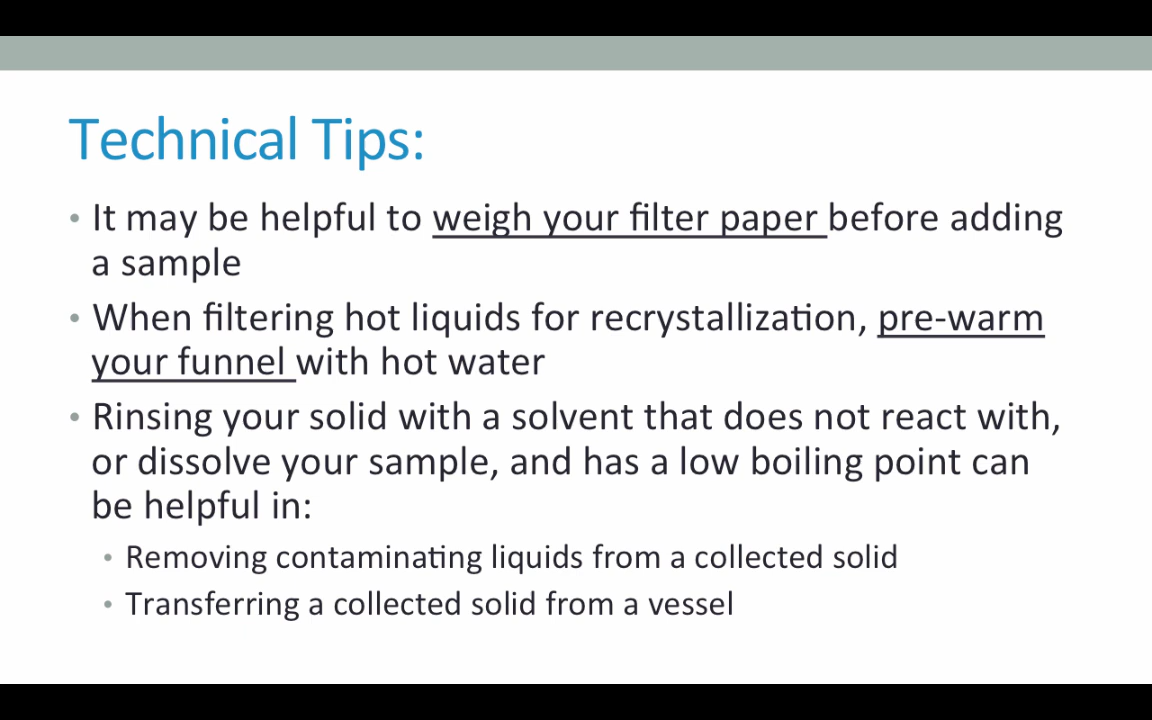 Technical Tips:
• It may be helpful to weigh your filter paper before adding
a sample
• When filtering hot liquids for recrystallization, pre-warm
your funnel with hot water
• Rinsing your solid with a solvent that does not react with,
or dissolve your sample, and has a low boiling point can
be helpful in:
• Removing contaminating liquids from a collected solid
• Transferring a collected solid from a vessel